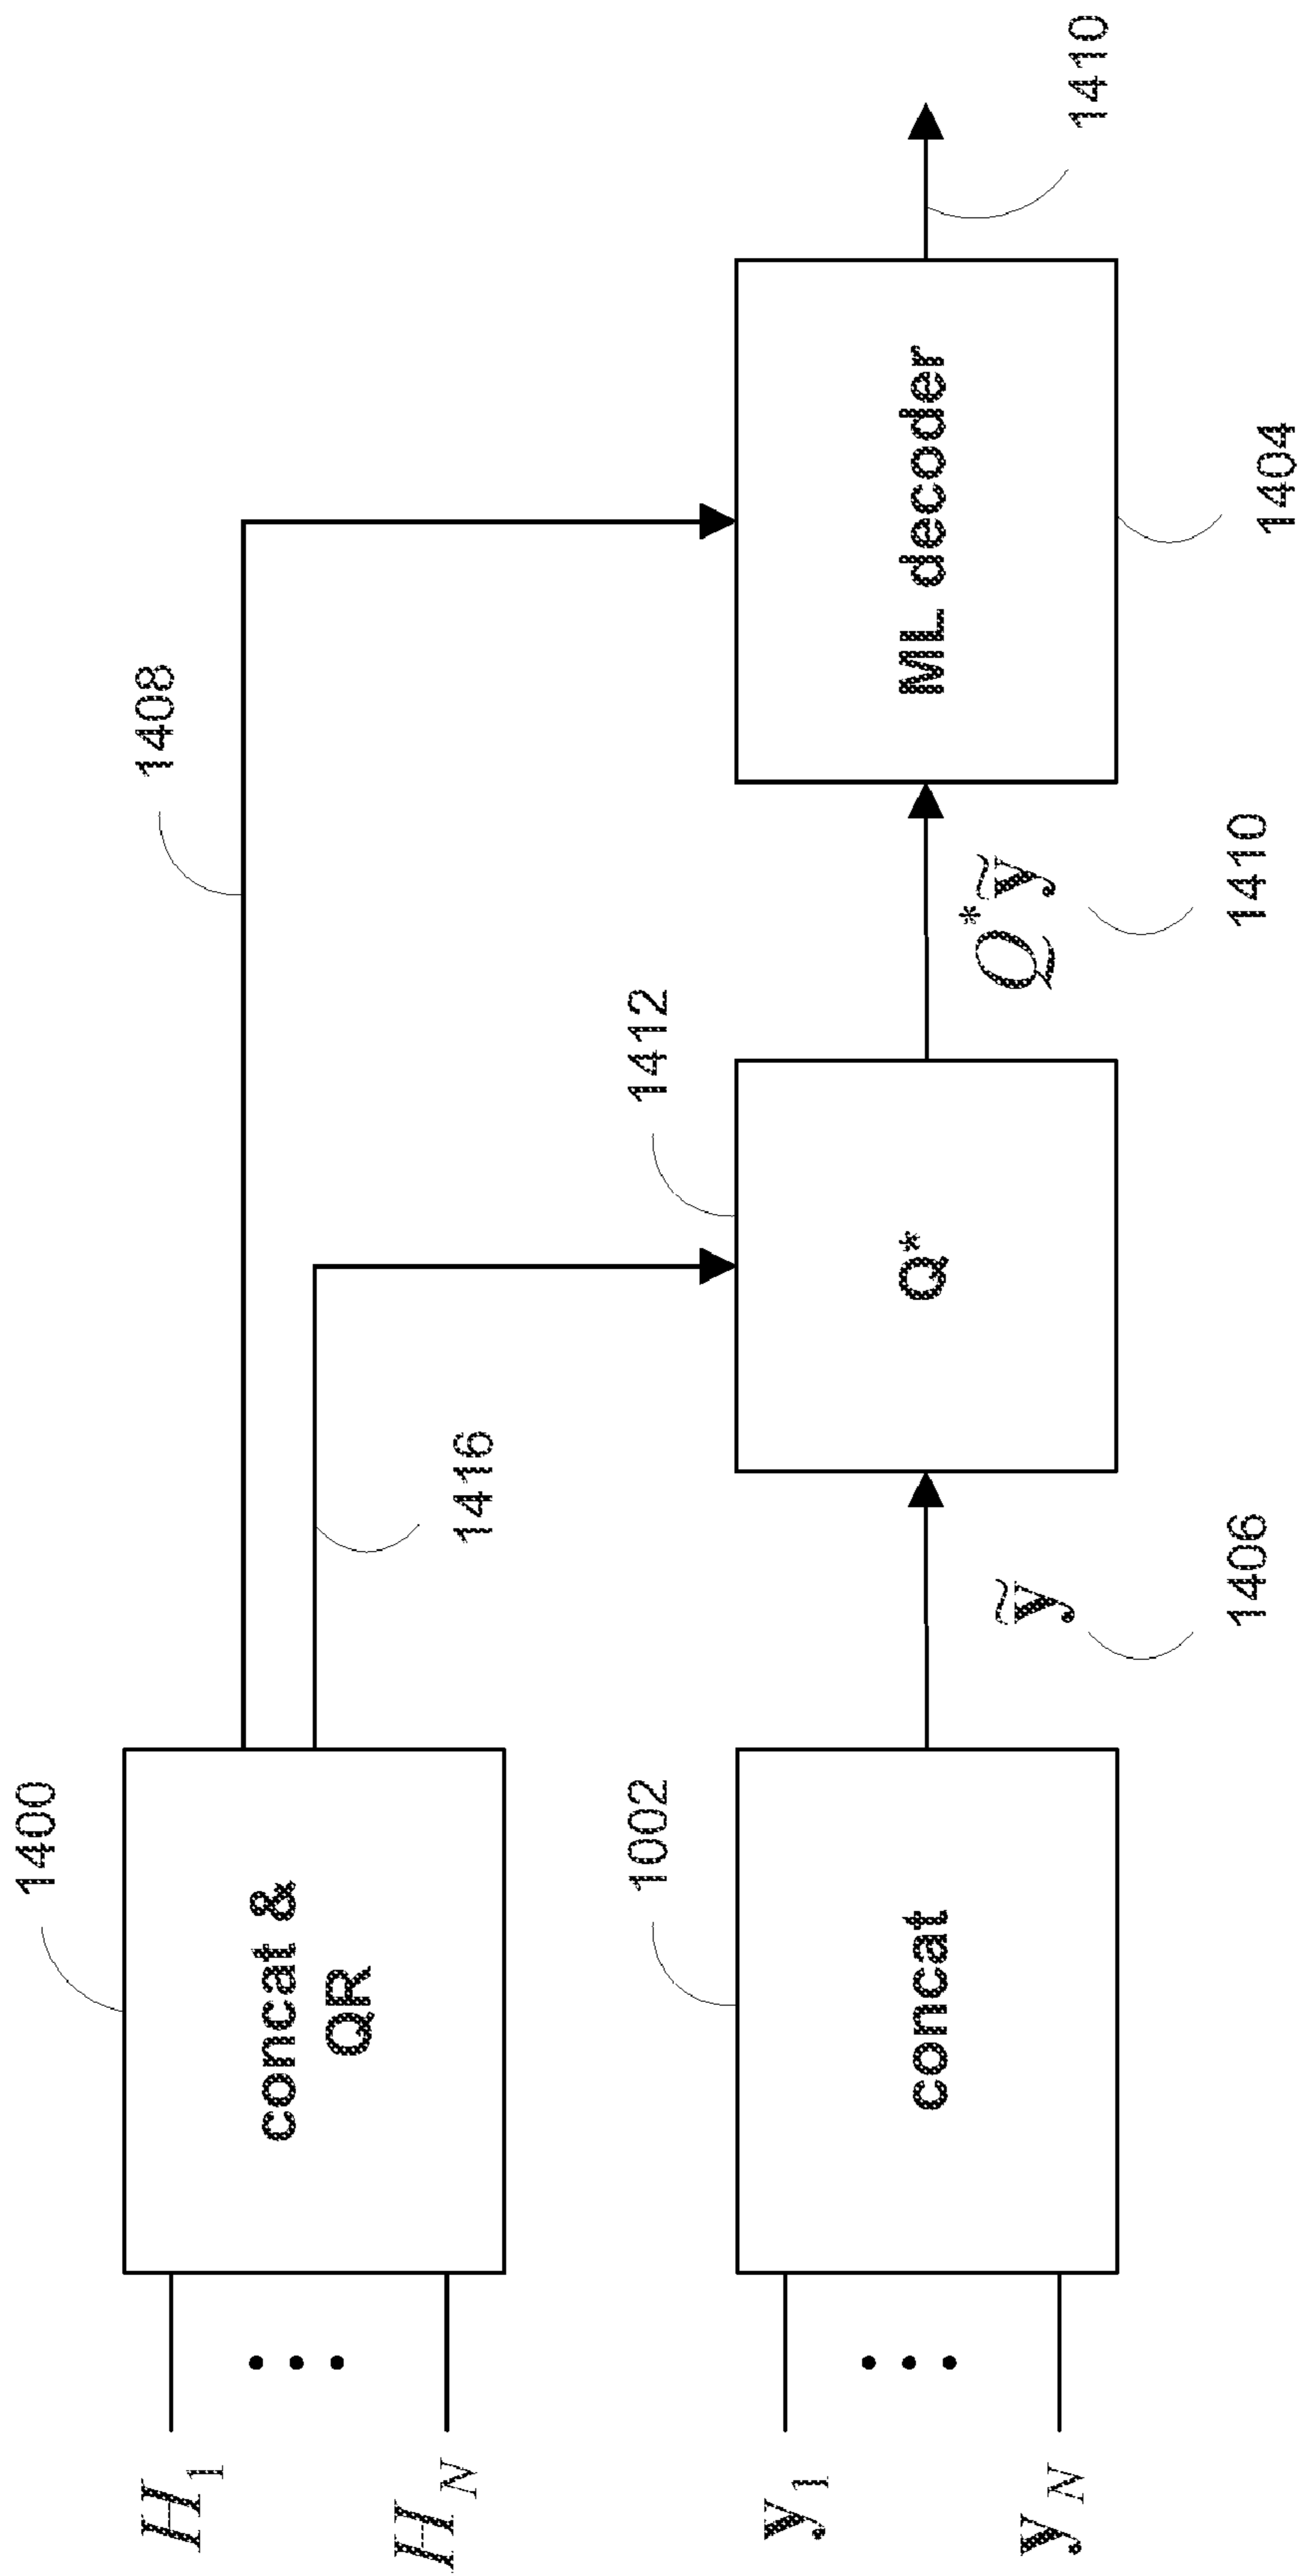 1400
1408
H1
HN
concat &
QR
1416
1002
1412
y1
yN
concat
Q*
ML decoder
1410
ỹ
Q*ỹ
1406
1410
1404